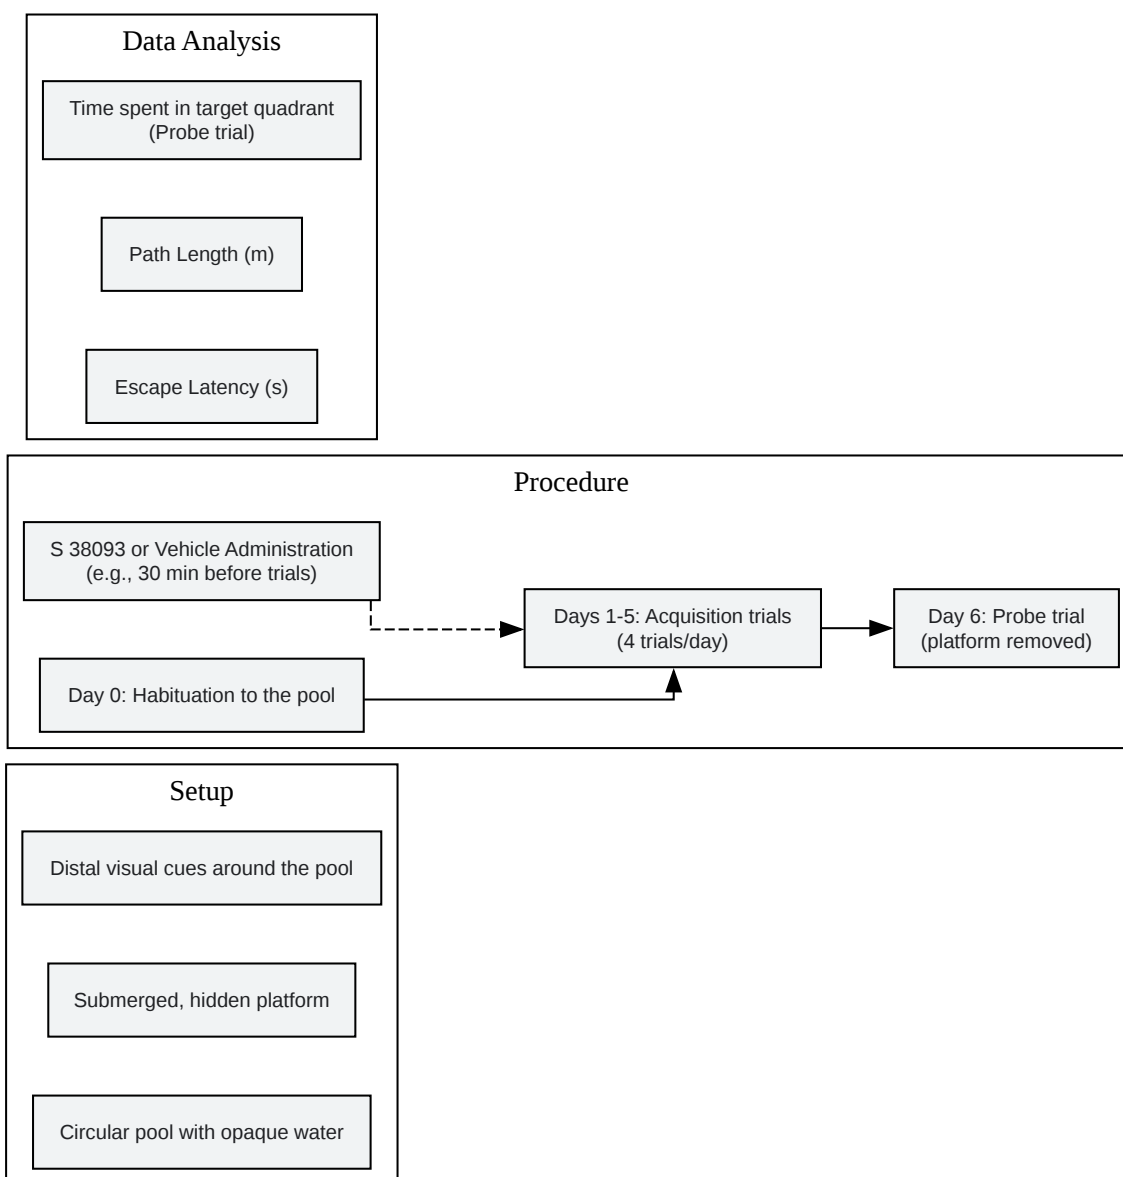 Data Analysis
Time spent in target quadrant
(Probe trial)
Path Length (m)
Escape Latency (s)
Procedure
S 38093 or Vehicle Administration
(e.g., 30 min before trials)
Days 1-5: Acquisition trials
(4 trials/day)
Day 6: Probe trial
(platform removed)
Day 0: Habituation to the pool
Setup
Distal visual cues around the pool
Submerged, hidden platform
Circular pool with opaque water